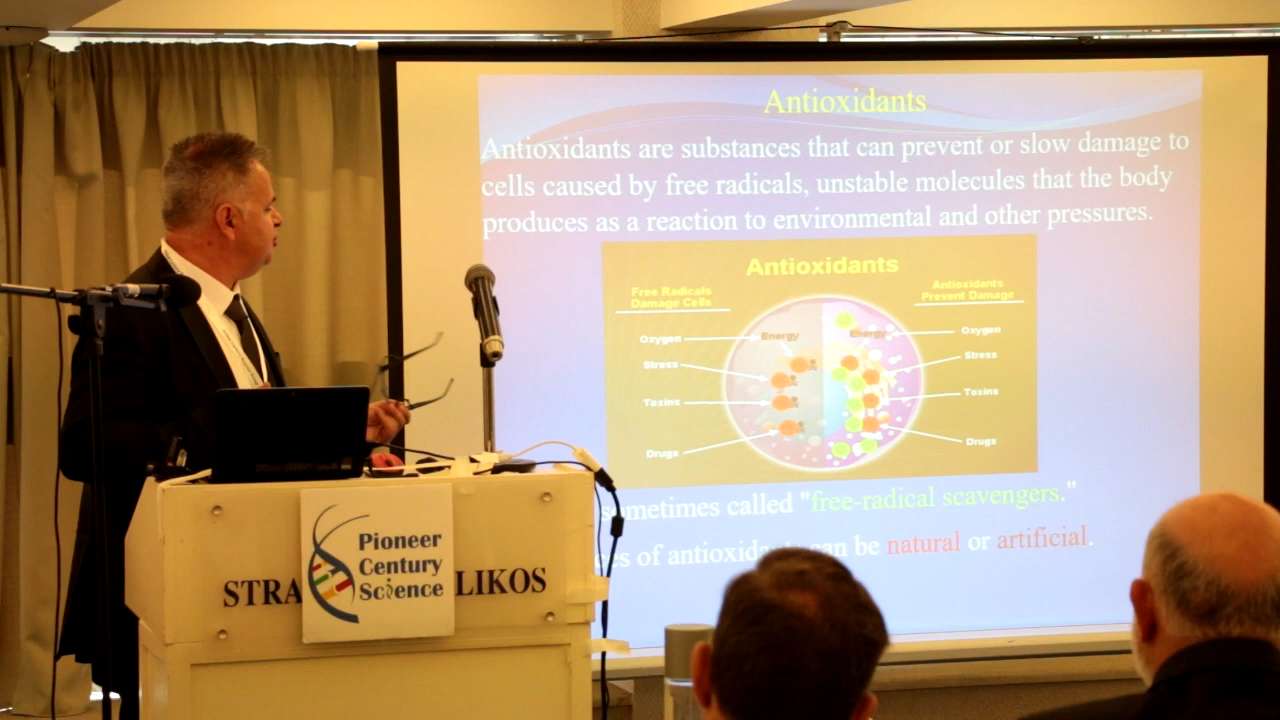 Antioxidants
Antioxidants are substances that can prevent or slow damage to
cells caused by free radicals, unstable molecules that the body
produces as a reaction to environmental and other pressures.
Antioxidants
Free Radicals
Damage Cells
Antioxidants
Prevent Damage
Energy
Energy
Oxygen
Stress
Toxins
Drugs
Oxygen
Stress
Toxins
Drugs
sometimes called "free-radical scavengers."
of antioxidants can be natural or artificial.
Pioneer
Century
Science
STRA LIKOS